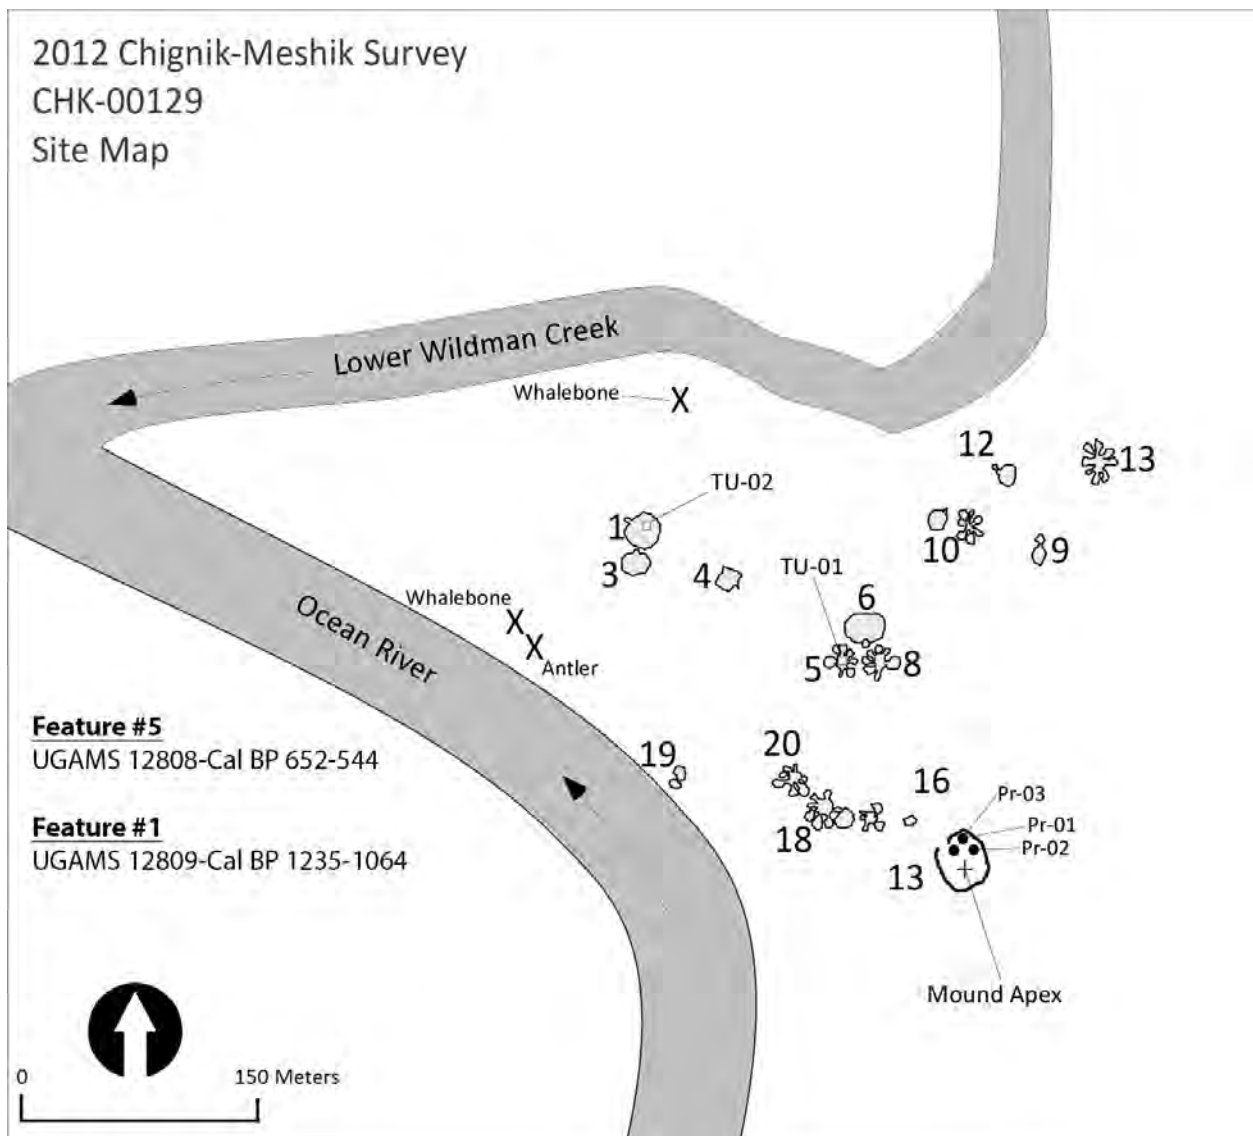 2012 Chignik-Meshik Survey
CHK-00129
Site Map
Lower Wildman Creek
Whalebone X
12
13
TU-02
1
10
9
3
4
TU-01
6
Whalebone X
X
Antler
5
8
Ocean River
Feature #5
UGAMS 12808-Cal BP 652-544
19
20
16
Pr-03
Pr-01
Pr-02
18
13
Feature #1
UGAMS 12809-Cal BP 1235-1064
Mound Apex
0 150 Meters